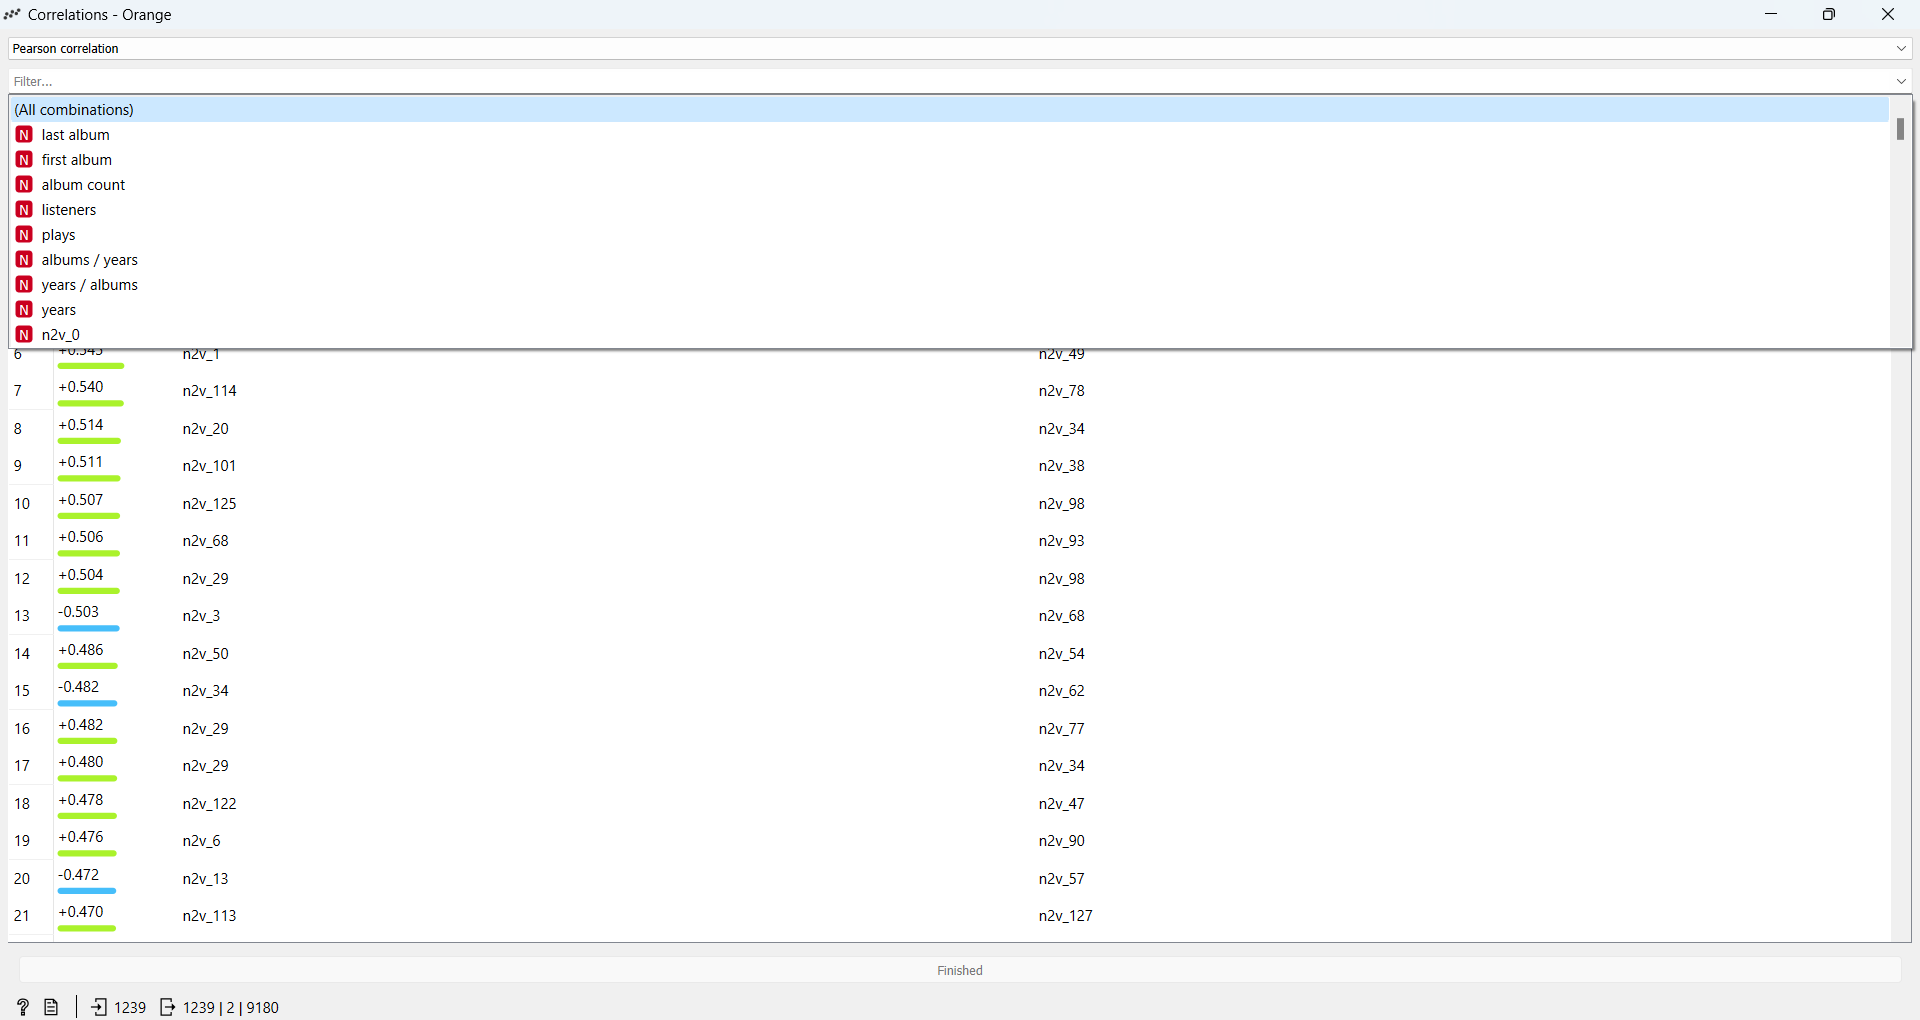 Correlations - Orange
Pearson correlation
Filter...
(All combinations)
N last album
N first album
N album count
N listeners
N plays
N albums / years
N years / albums
N years
N n2v_0
6 +0.545 n2v_1 n2v_49
7 +0.540 n2v_114 n2v_78
8 +0.514 n2v_20 n2v_34
9 +0.511 n2v_101 n2v_38
10 +0.507 n2v_125 n2v_98
11 +0.506 n2v_68 n2v_93
12 +0.504 n2v_29 n2v_98
13 -0.503 n2v_3 n2v_68
14 +0.486 n2v_50 n2v_54
15 -0.482 n2v_34 n2v_62
16 +0.482 n2v_29 n2v_77
17 +0.480 n2v_29 n2v_34
18 +0.478 n2v_122 n2v_47
19 +0.476 n2v_6 n2v_90
20 -0.472 n2v_13 n2v_57
21 +0.470 n2v_113 n2v_127
Finished
? 1239 1239 | 2 | 9180